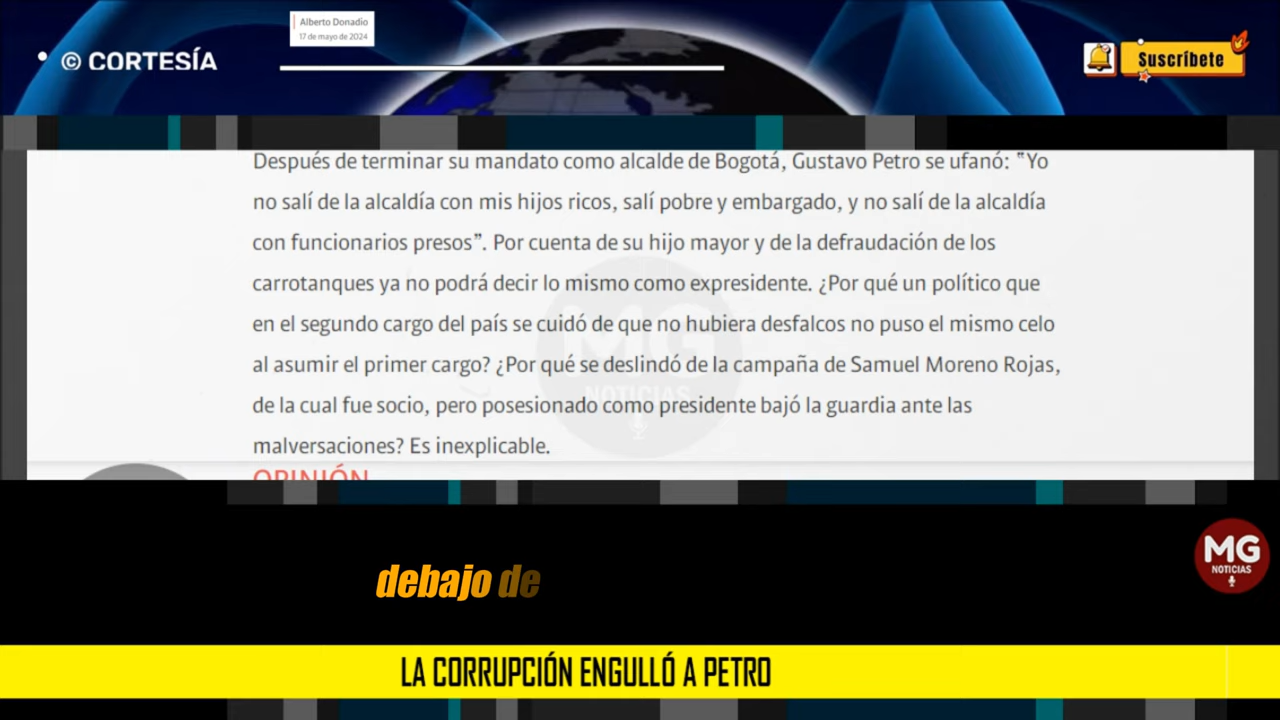 Alberto Donadio
17 de mayo de 2024
© CORTESÍA
Suscríbete
Después de terminar su mandato como alcalde de Bogotá, Gustavo Petro se ufanó: “Yo
no salí de la alcaldía con mis hijos ricos, salí pobre y embargado, y no salí de la alcaldía
con funcionarios presos”. Por cuenta de su hijo mayor y de la defraudación de los
carrotanques ya no podrá decir lo mismo como expresidente. ¿Por qué un político que
en el segundo cargo del país se cuidó de que no hubiera desfalcos no puso el mismo celo
al asumir el primer cargo? ¿Por qué se deslindó de la campaña de Samuel Moreno Rojas,
de la cual fue socio, pero posesionado como presidente bajó la guardia ante las
malversaciones? Es inexplicable.
OPINIÓN
MG
NOTICIAS
debajo de
MG
NOTICIAS
LA CORRUPCIÓN ENGULLÓ A PETRO